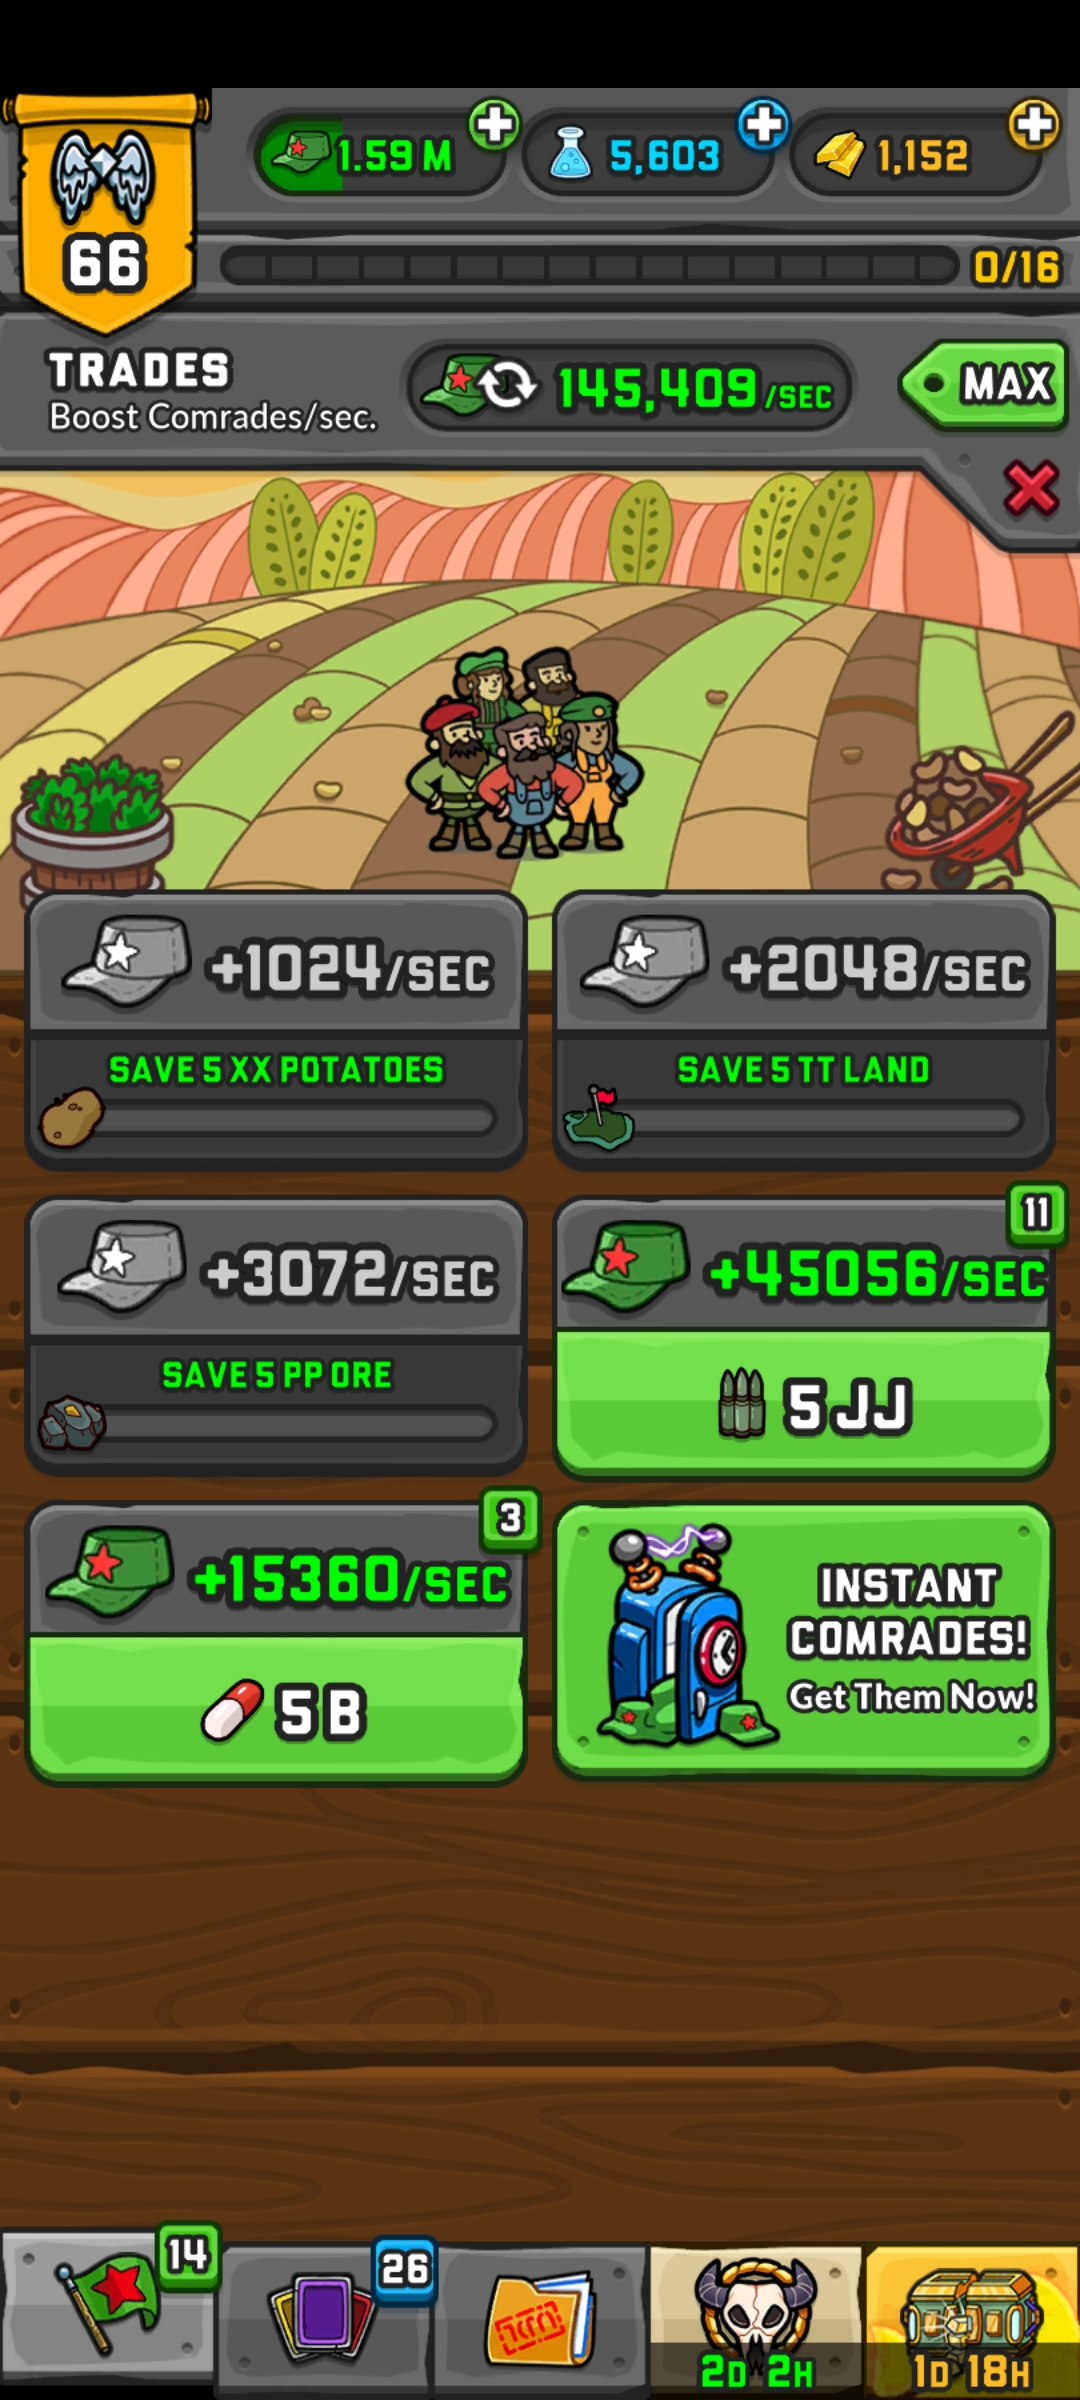 1.59 M
5,603
1,152
66
0/16
TRADES
Boost Comrades/sec.
145,409/SEC
MAX
+1024/SEC
SAVE 5 XX POTATOES
+2048/SEC
SAVE 5 TT LAND
+3072/SEC
SAVE 5 PP ORE
11
+45056/SEC
5 JJ
3
+15360/SEC
5 B
INSTANT
COMRADES!
Get Them Now!
14
26
2D 2H
1D 18H